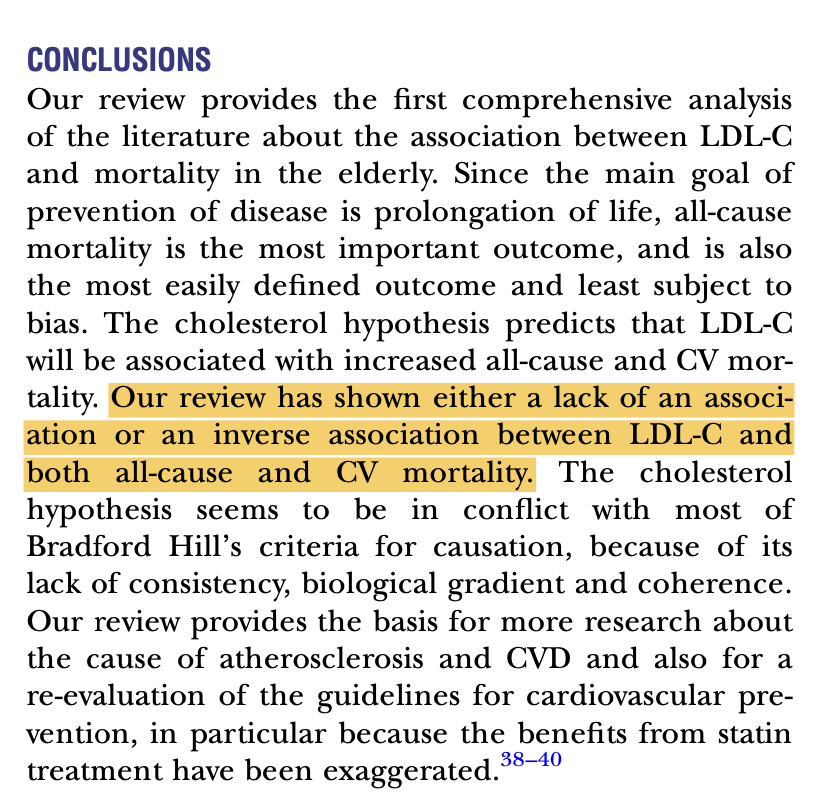 CONCLUSIONS
Our review provides the first comprehensive analysis
of the literature about the association between LDL-C
and mortality in the elderly. Since the main goal of
prevention of disease is prolongation of life, all-cause
mortality is the most important outcome, and is also
the most easily defined outcome and least subject to
bias. The cholesterol hypothesis predicts that LDL-C
will be associated with increased all-cause and CV mor-
tality. Our review has shown either a lack of an associ-
ation or an inverse association between LDL-C and
both all-cause and CV mortality. The cholesterol
hypothesis seems to be in conflict with most of
Bradford Hill's criteria for causation, because of its
lack of consistency, biological gradient and coherence.
Our review provides the basis for more research about
the cause of atherosclerosis and CVD and also for a
re-evaluation of the guidelines for cardiovascular pre-
vention, in particular because the benefits from statin
treatment have been exaggerated.38–40